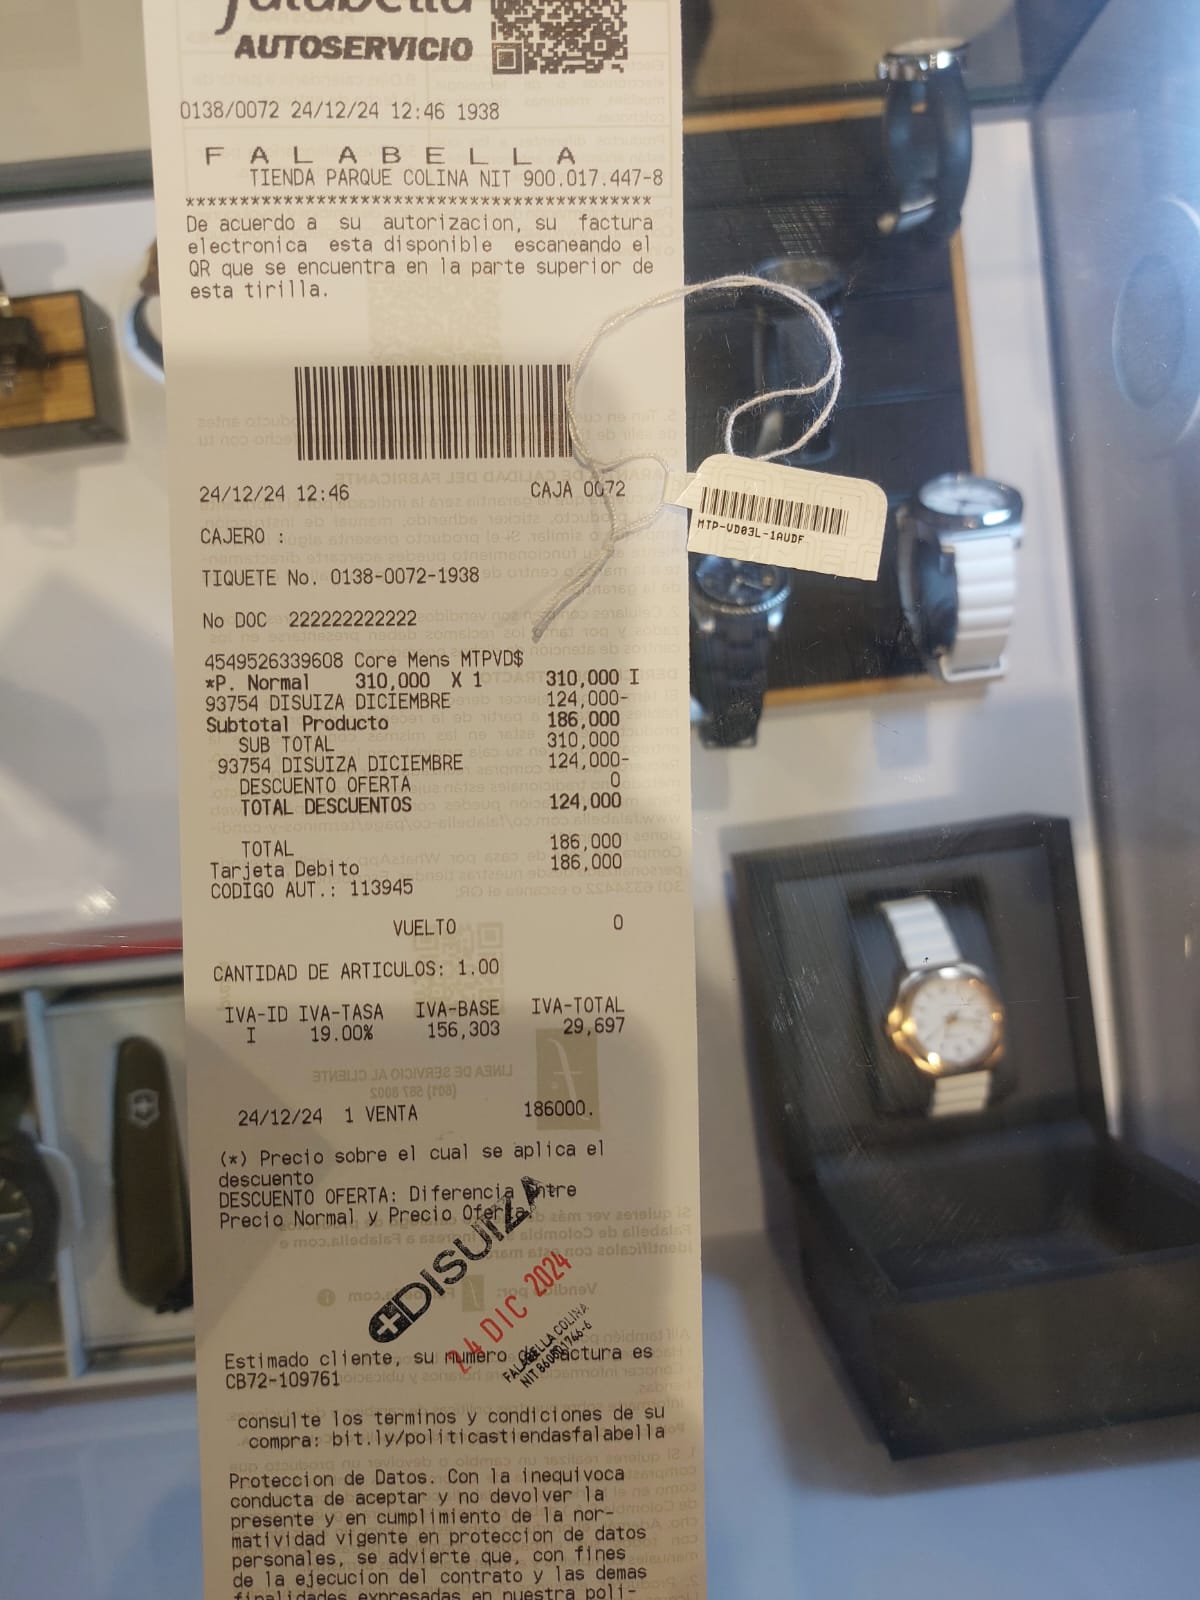 falabella
AUTOSERVICIO
0138/0072 24/12/24 12:46 1938
F A L A B E L L A
TIENDA PARQUE COLINA NIT 900.017.447-8
******************************************
De acuerdo a su autorizacion, su factura
electronica esta disponible escaneando el
QR que se encuentra en la parte superior de
esta tirilla.
24/12/24 12:46 CAJA 0072
MTP-VD03L-1AUDF
CAJERO :
TIQUETE No. 0138-0072-1938
No DOC 222222222222
4549526339608 Core Mens MTPVD$
*P. Normal 310,000 X 1 310,000 I
93754 DISUIZA DICIEMBRE 124,000-
Subtotal Producto 186,000
SUB TOTAL 310,000
93754 DISUIZA DICIEMBRE 124,000-
DESCUENTO OFERTA 0
TOTAL DESCUENTOS 124,000
TOTAL 186,000
Tarjeta Debito 186,000
CODIGO AUT.: 113945
VUELTO 0
CANTIDAD DE ARTICULOS: 1.00
IVA-ID IVA-TASA IVA-BASE IVA-TOTAL
I 19.00% 156,303 29,697
24/12/24 1 VENTA 186000.
(*) Precio sobre el cual se aplica el
descuento
DESCUENTO OFERTA: Diferencia entre
Precio Normal y Precio Oferta.
DISUIZA
24 DIC 2024
FALABELLA COLINA
Estimado cliente, su numero de factura es
CB72-109761
consulte los terminos y condiciones de su
compra: bit.ly/politicastiendasfalabella
Proteccion de Datos. Con la inequivoca
conducta de aceptar y no devolver la
presente y en cumplimiento de la nor-
matividad vigente en proteccion de datos
personales, se advierte que, con fines
de la ejecucion del contrato y las demas
finalidades expresadas en nuestra poli-